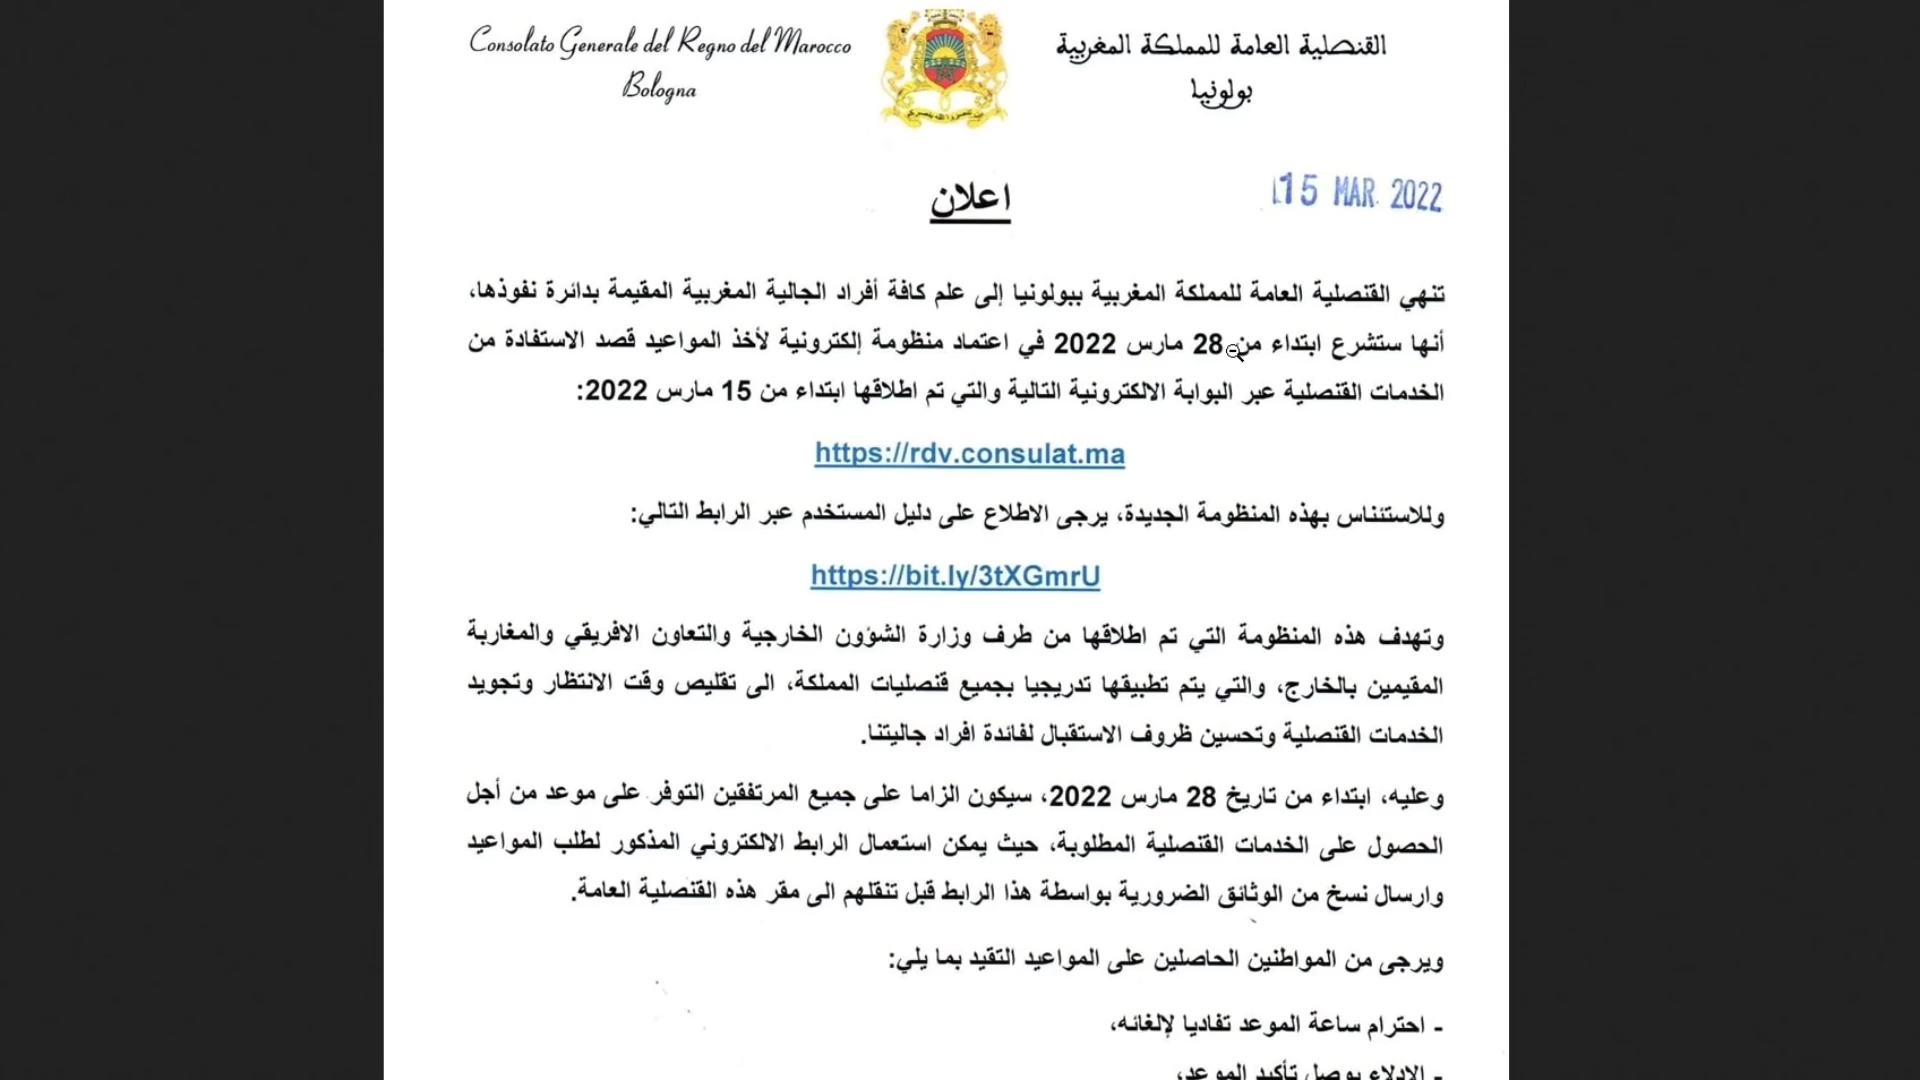 Consolato Generale del Regno del Marocco
Bologna
القنصلية العامة للمملكة المغربية
بولونيا
15 MAR. 2022
اعلان
تنهي القنصلية العامة للمملكة المغربية ببولونيا إلى علم كافة أفراد الجالية المغربية المقيمة بدائرة نفوذها،
أنها ستشرع ابتداء من 28 مارس 2022 في اعتماد منظومة إلكترونية لأخذ المواعيد قصد الاستفادة من
الخدمات القنصلية عبر البوابة الالكترونية التالية والتي تم اطلاقها ابتداء من 15 مارس 2022:
https://rdv.consulat.ma
وللاستئناس بهذه المنظومة الجديدة، يرجى الاطلاع على دليل المستخدم عبر الرابط التالي:
https://bit.ly/3tXGmrU
وتهدف هذه المنظومة التي تم اطلاقها من طرف وزارة الشؤون الخارجية والتعاون الافريقي والمغاربة
المقيمين بالخارج، والتي يتم تطبيقها تدريجيا بجميع قنصليات المملكة، الى تقليص وقت الانتظار وتجويد
الخدمات القنصلية وتحسين ظروف الاستقبال لفائدة افراد جاليتنا.
وعليه، ابتداء من تاريخ 28 مارس 2022، سيكون الزاما على جميع المرتفقين التوفر على موعد من أجل
الحصول على الخدمات القنصلية المطلوبة، حيث يمكن استعمال الرابط الالكتروني المذكور لطلب المواعيد
وارسال نسخ من الوثائق الضرورية بواسطة هذا الرابط قبل تنقلهم الى مقر هذه القنصلية العامة.
ويرجى من المواطنين الحاصلين على المواعيد التقيد بما يلي:
- احترام ساعة الموعد تفاديا لإلغائه،
- الادلاء بوصل تأكيد الموعد،